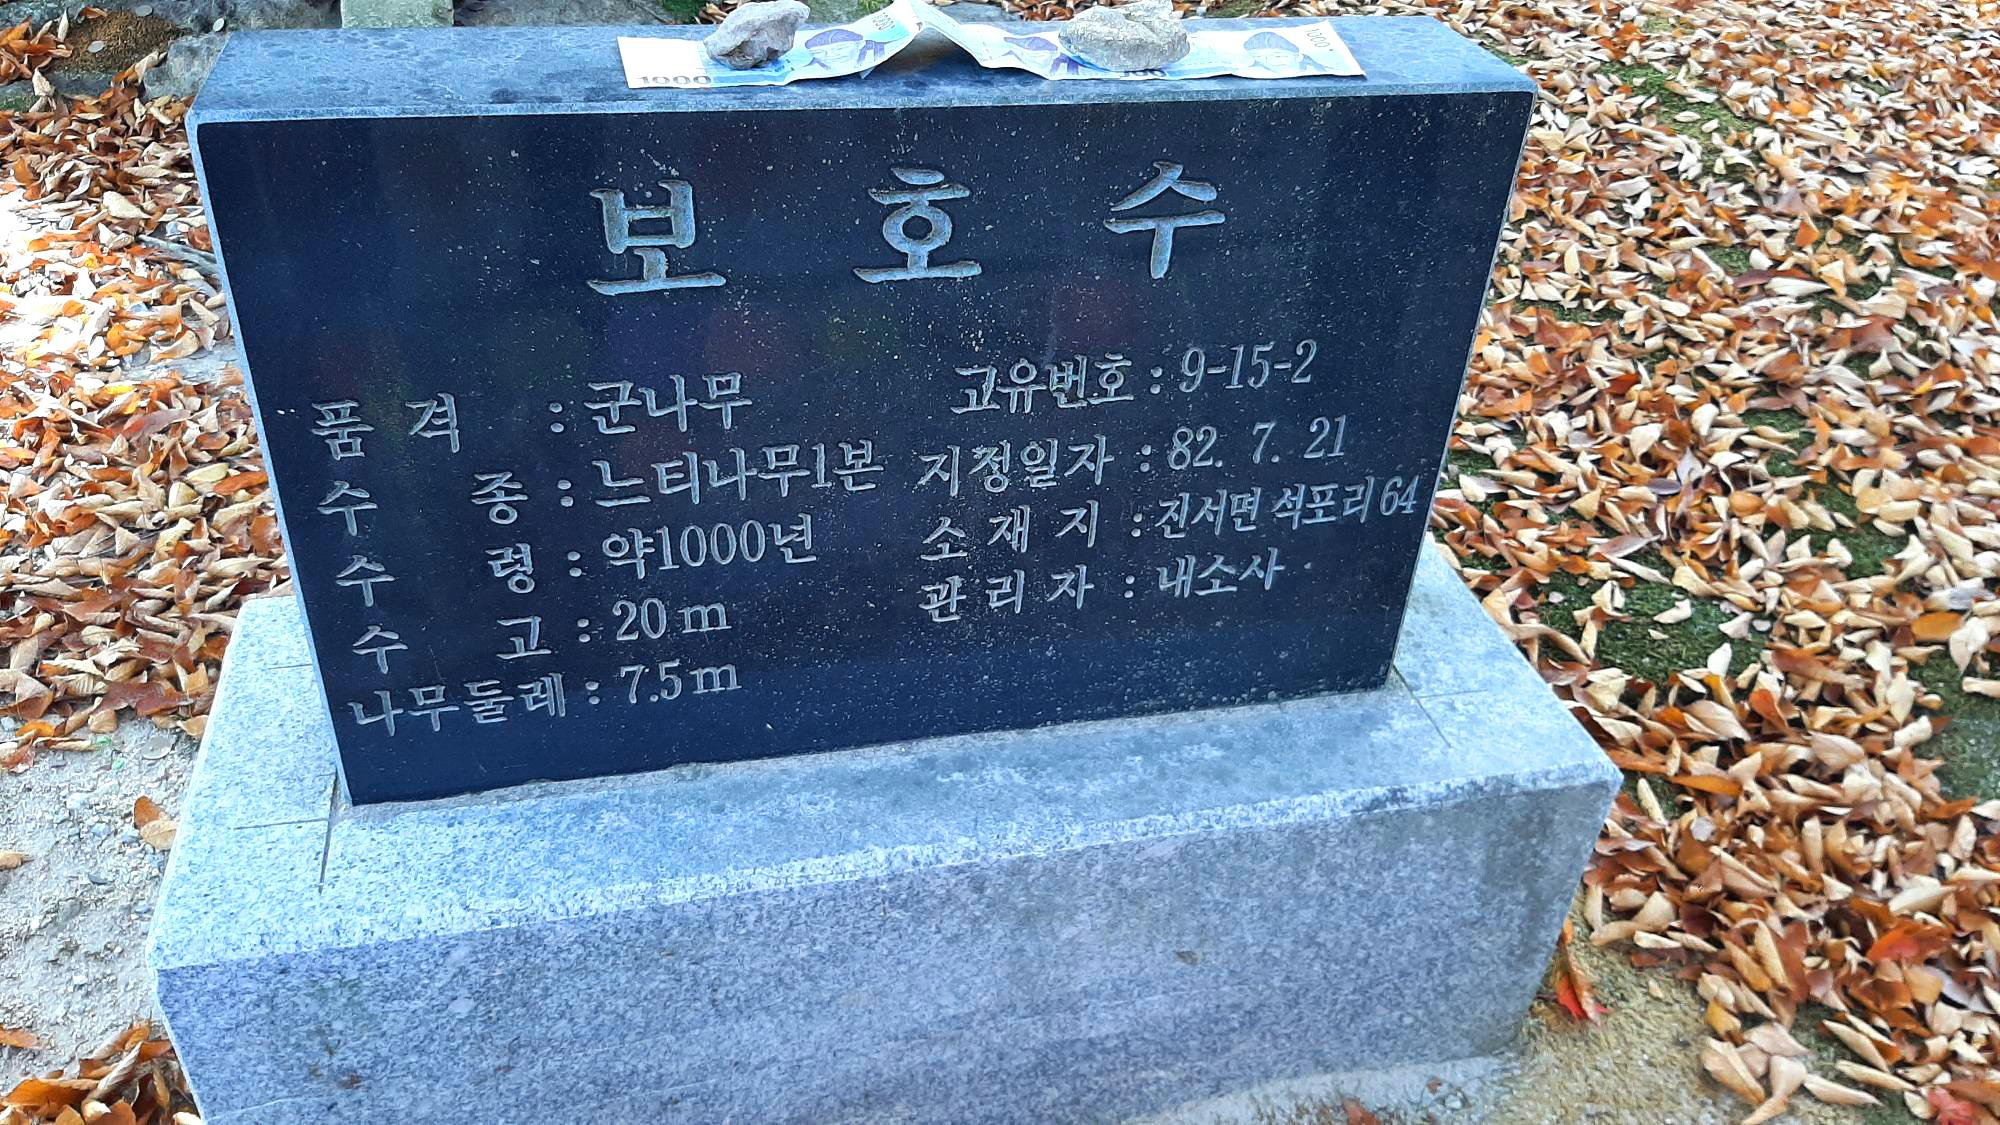 1000
1000
1000
보호수
품격 : 군나무 고유번호 : 9-15-2
수종 : 느티나무1본 지정일자 : 82. 7. 21
수령 : 약1000년 소재지 : 진서면 석포리 64
수고 : 20m 관리자 : 내소사
나무둘레 : 7.5m